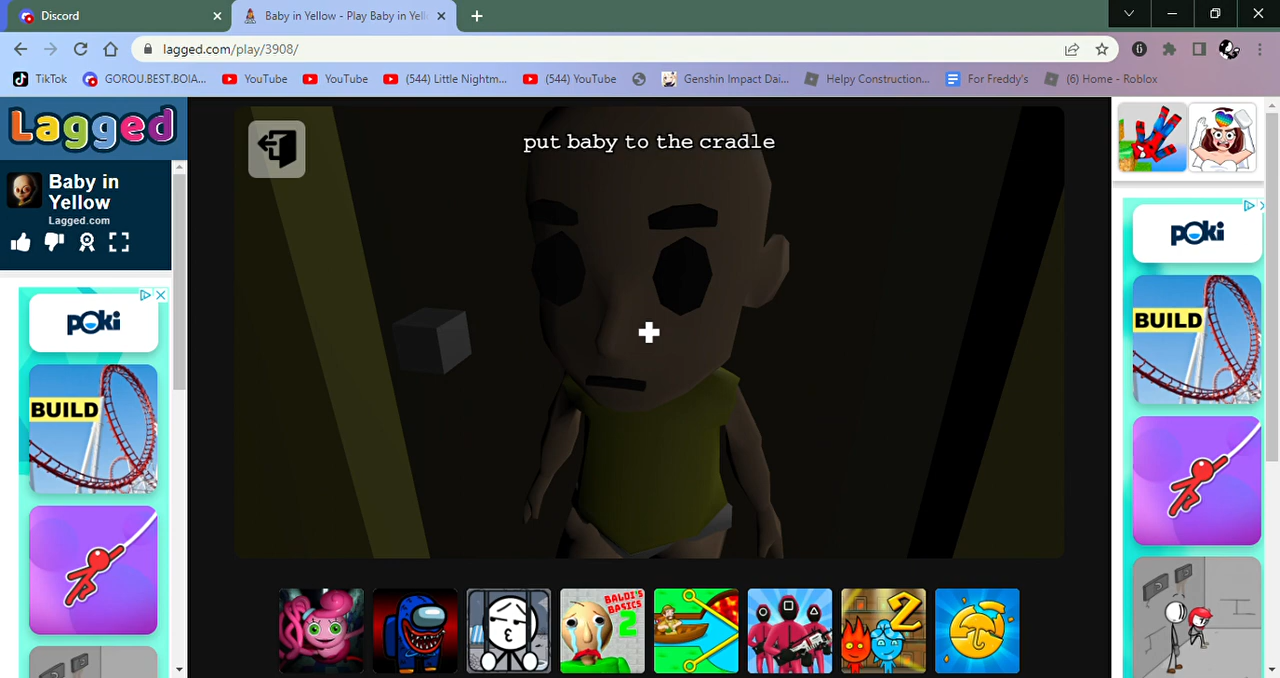 Discord
Baby in Yellow - Play Baby in Yell
lagged.com/play/3908/
TikTok
GOROU.BEST.BOIA...
YouTube
YouTube
(544) Little Nightm...
(544) YouTube
Genshin Impact Dai...
Helpy Construction...
For Freddy's
(6) Home - Roblox
Lagged
Baby in
Yellow
Lagged.com
put baby to the cradle
poki
BUILD
poki
BUILD
BALDI'S
BASICS
2
2